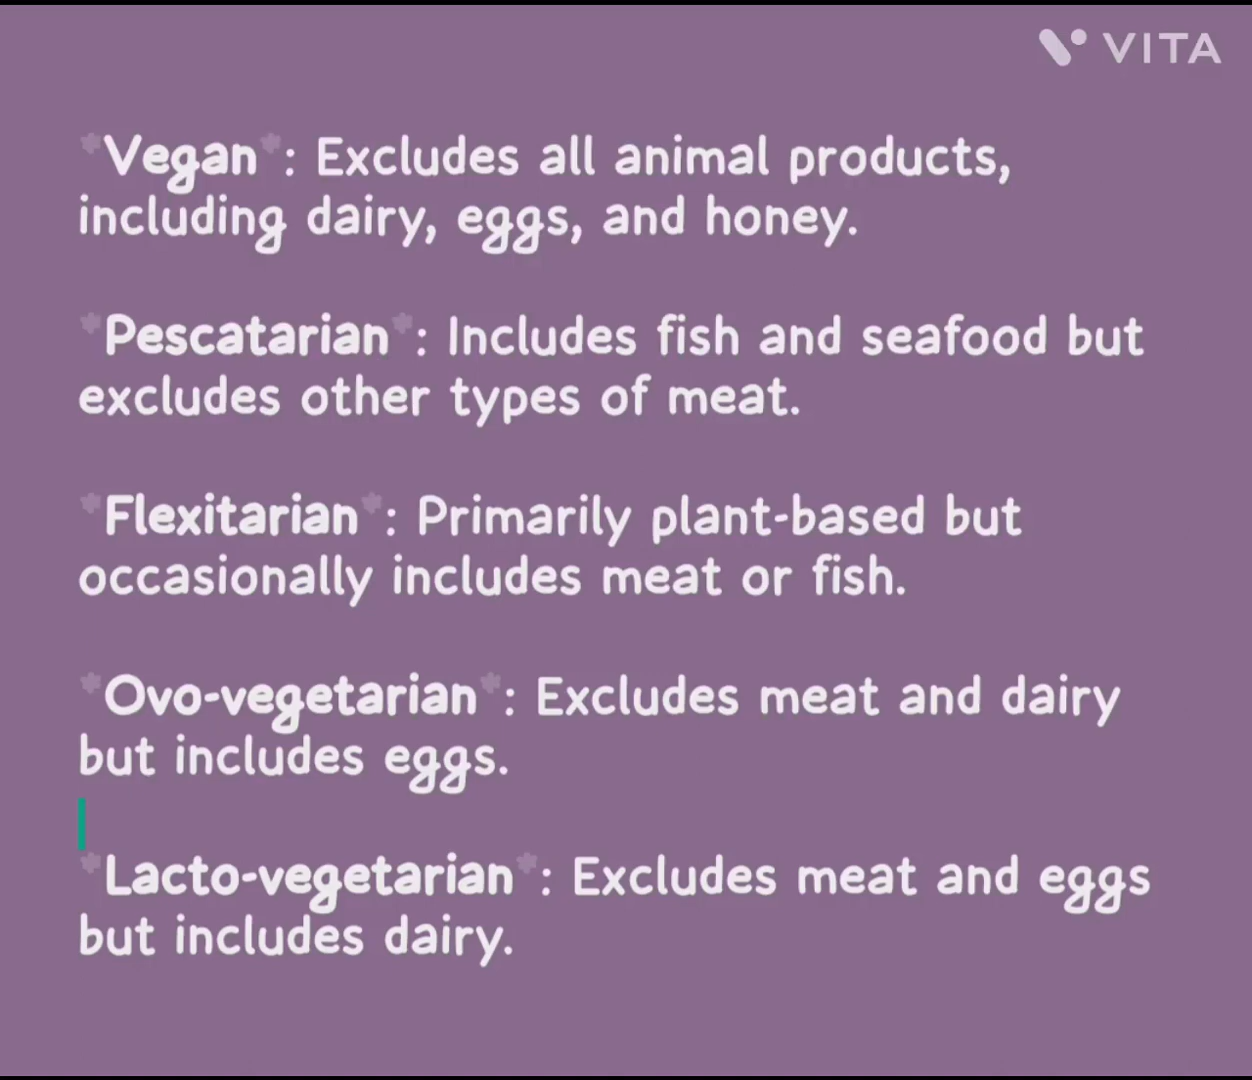 VITA
*Vegan*: Excludes all animal products,
including dairy, eggs, and honey.
*Pescatarian*: Includes fish and seafood but
excludes other types of meat.
*Flexitarian*: Primarily plant-based but
occasionally includes meat or fish.
*Ovo-vegetarian*: Excludes meat and dairy
but includes eggs.
*Lacto-vegetarian*: Excludes meat and eggs
but includes dairy.